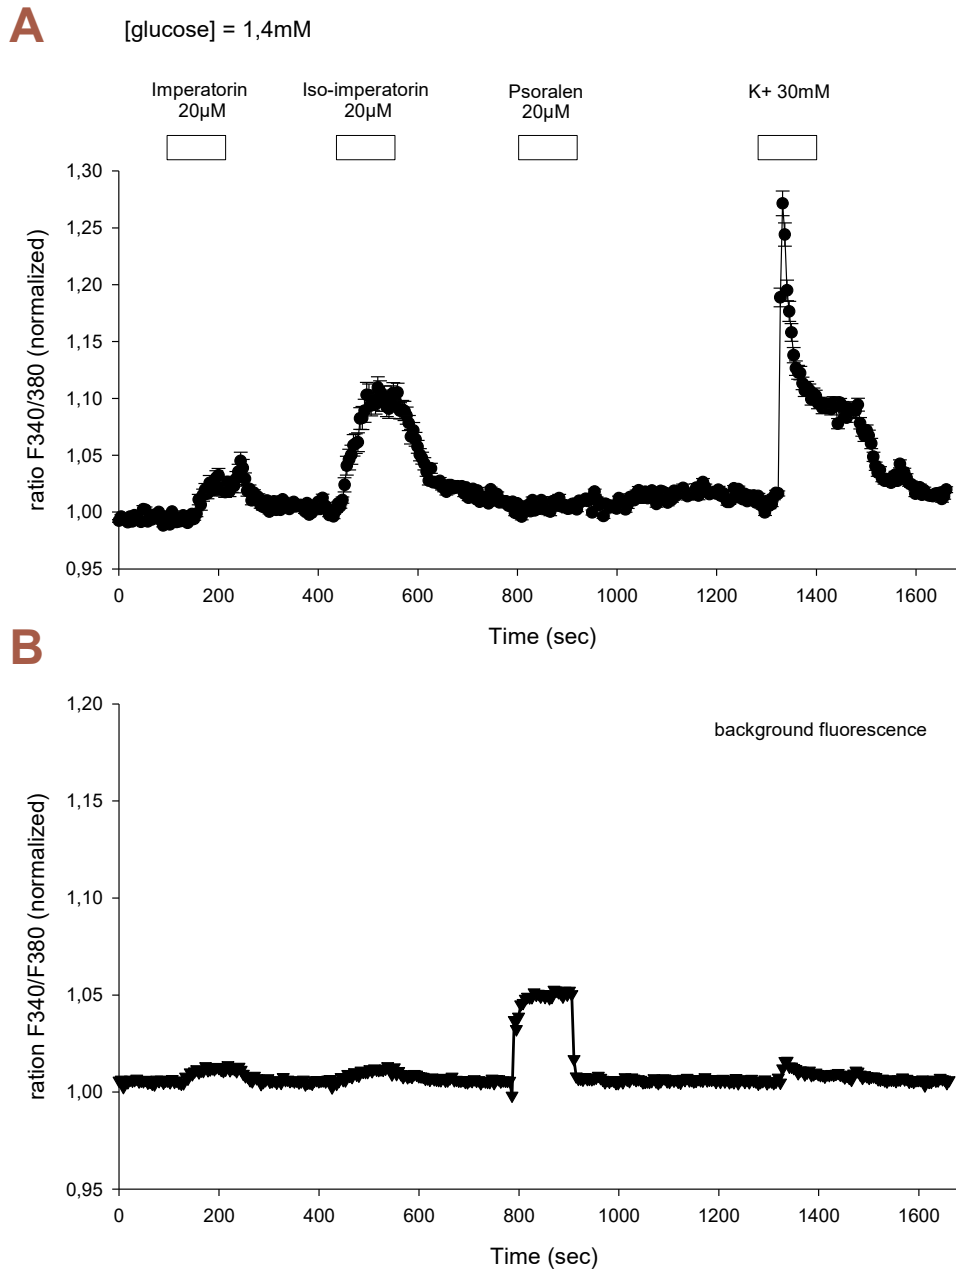 A
[glucose] = 1,4mM
Imperatorin
20µM
Iso-imperatorin
20µM
Psoralen
20µM
K+ 30mM
1,30
1,25
1,20
1,15
1,10
1,05
1,00
0,95
ratio F340/380 (normalized)
0 200 400 600 800 1000 1200 1400 1600
Time (sec)
B
background fluorescence
1,20
1,15
1,10
1,05
1,00
0,95
ration F340/F380 (normalized)
0 200 400 600 800 1000 1200 1400 1600
Time (sec)